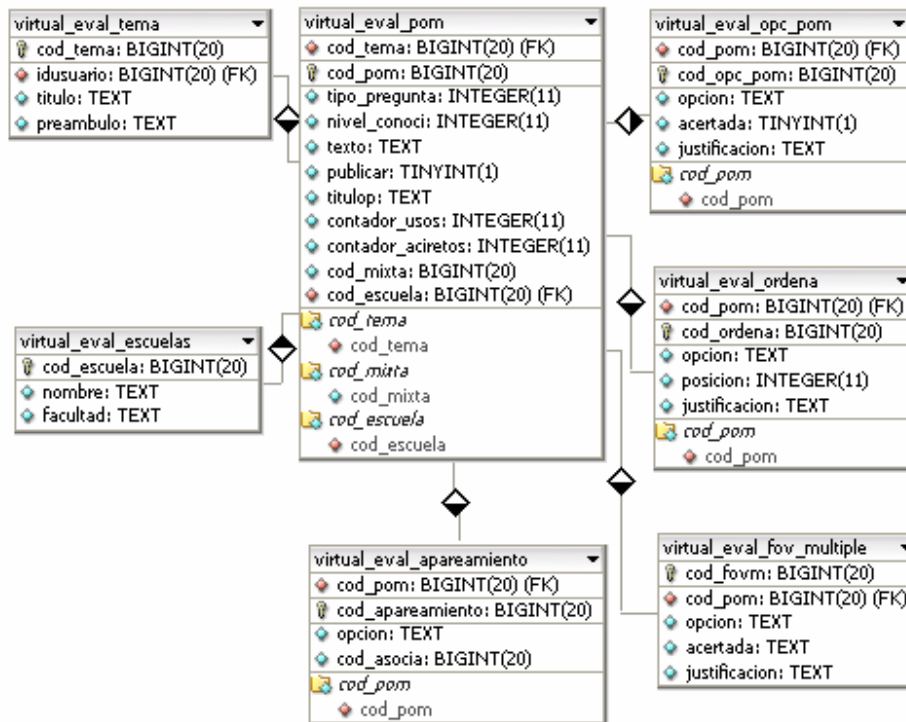 virtual_eval_tema
cod_tema: BIGINT(20)
idusuario: BIGINT(20) (FK)
titulo: TEXT
preambulo: TEXT
virtual_eval_pom
cod_tema: BIGINT(20) (FK)
cod_pom: BIGINT(20)
tipo_pregunta: INTEGER(11)
nivel_conoci: INTEGER(11)
texto: TEXT
publicar: TINYINT(1)
titulop: TEXT
contador_usos: INTEGER(11)
contador_aciretos: INTEGER(11)
cod_mixta: BIGINT(20)
cod_escuela: BIGINT(20) (FK)
cod_tema
cod_tema
cod_mixta
cod_mixta
cod_escuela
cod_escuela
virtual_eval_opc_pom
cod_pom: BIGINT(20) (FK)
cod_opc_pom: BIGINT(20)
opcion: TEXT
acertada: TINYINT(1)
justificacion: TEXT
cod_pom
cod_pom
virtual_eval_escuelas
cod_escuela: BIGINT(20)
nombre: TEXT
facultad: TEXT
virtual_eval_ordena
cod_pom: BIGINT(20) (FK)
cod_ordena: BIGINT(20)
opcion: TEXT
posicion: INTEGER(11)
justificacion: TEXT
cod_pom
cod_pom
virtual_eval_apareamiento
cod_pom: BIGINT(20) (FK)
cod_apareamiento: BIGINT(20)
opcion: TEXT
cod_asocia: BIGINT(20)
cod_pom
cod_pom
virtual_eval_fov_multiple
cod_fovm: BIGINT(20)
cod_pom: BIGINT(20) (FK)
opcion: TEXT
acertada: TEXT
justificacion: TEXT